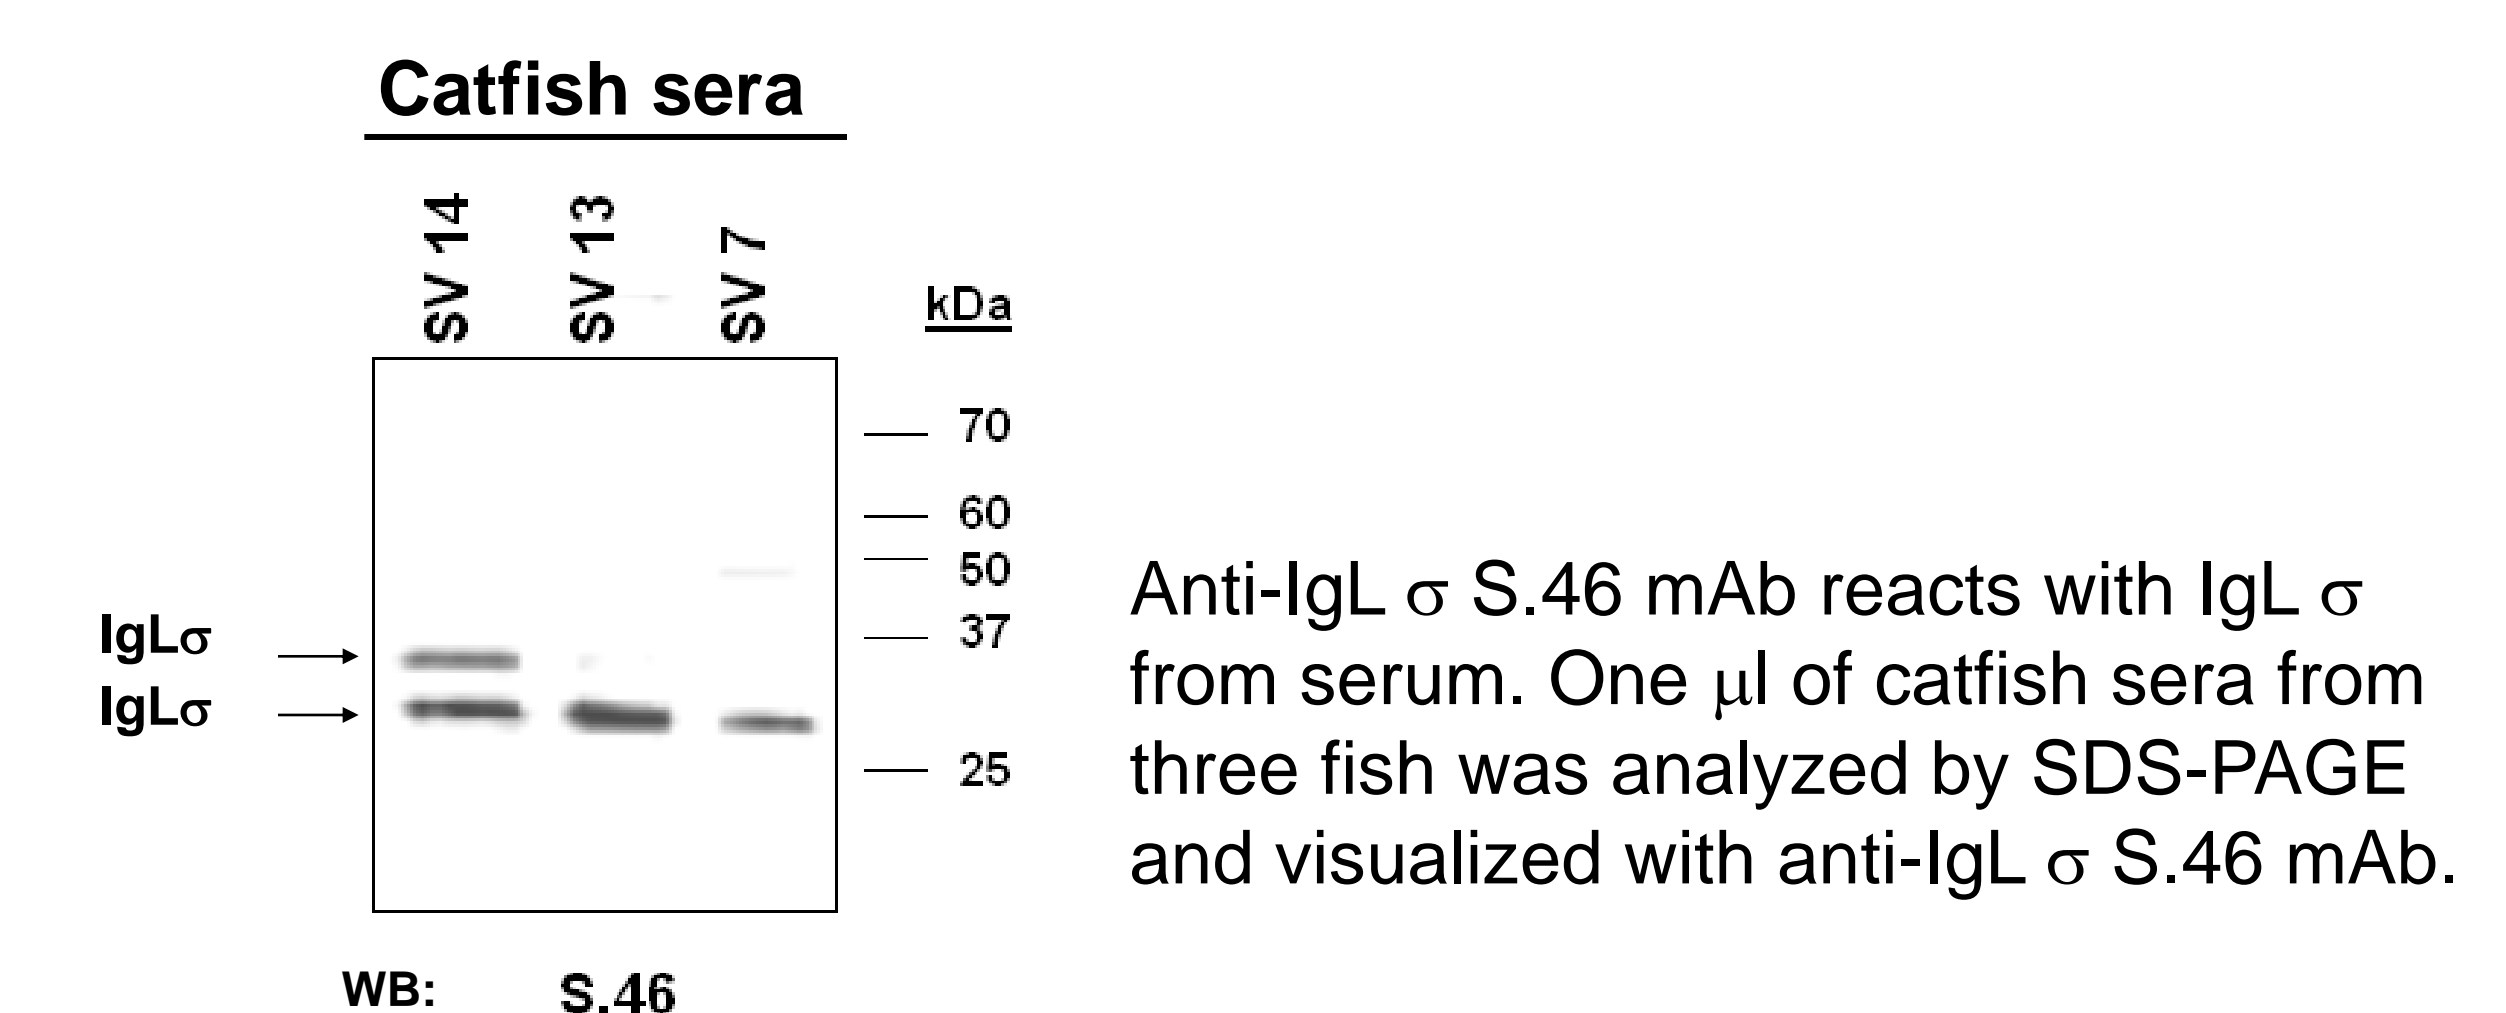 Catfish sera
SV 14
SV 13
SV 7
kDa
70
60
50
37
25
IgLσ
IgLσ
Anti-IgL σ S.46 mAb reacts with IgL σ
from serum. One μl of catfish sera from
three fish was analyzed by SDS-PAGE
and visualized with anti-IgL σ S.46 mAb.
WB: S.46